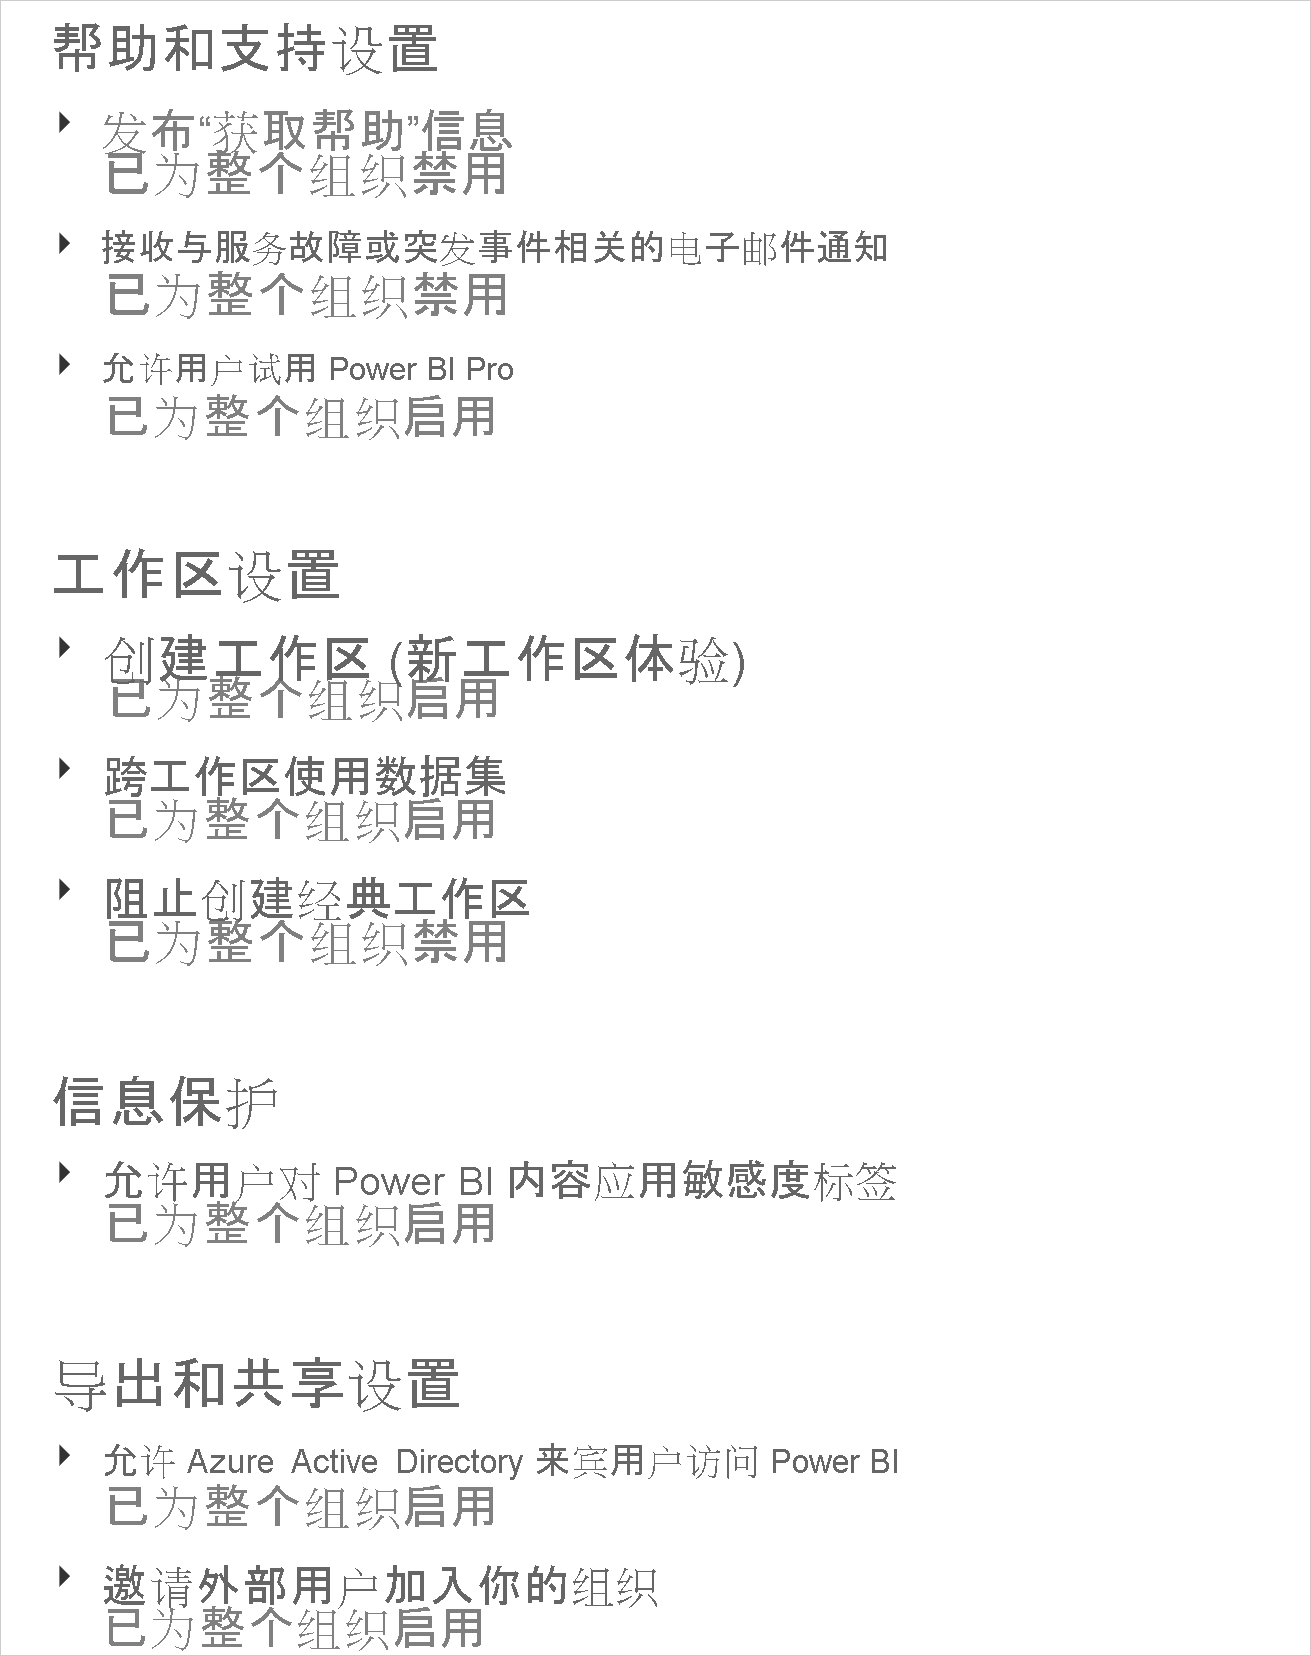 帮助和支持设置
发布“获取帮助”信息
已为整个组织禁用
接收与服务故障或突发事件相关的电子邮件通知
已为整个组织禁用
允许用户试用 Power BI Pro
已为整个组织启用
工作区设置
创建工作区 (新工作区体验)
已为整个组织启用
跨工作区使用数据集
已为整个组织启用
阻止创建经典工作区
已为整个组织禁用
信息保护
允许用户对 Power BI 内容应用敏感度标签
已为整个组织启用
导出和共享设置
允许 Azure Active Directory 来宾用户访问 Power BI
已为整个组织启用
邀请外部用户加入你的组织
已为整个组织启用